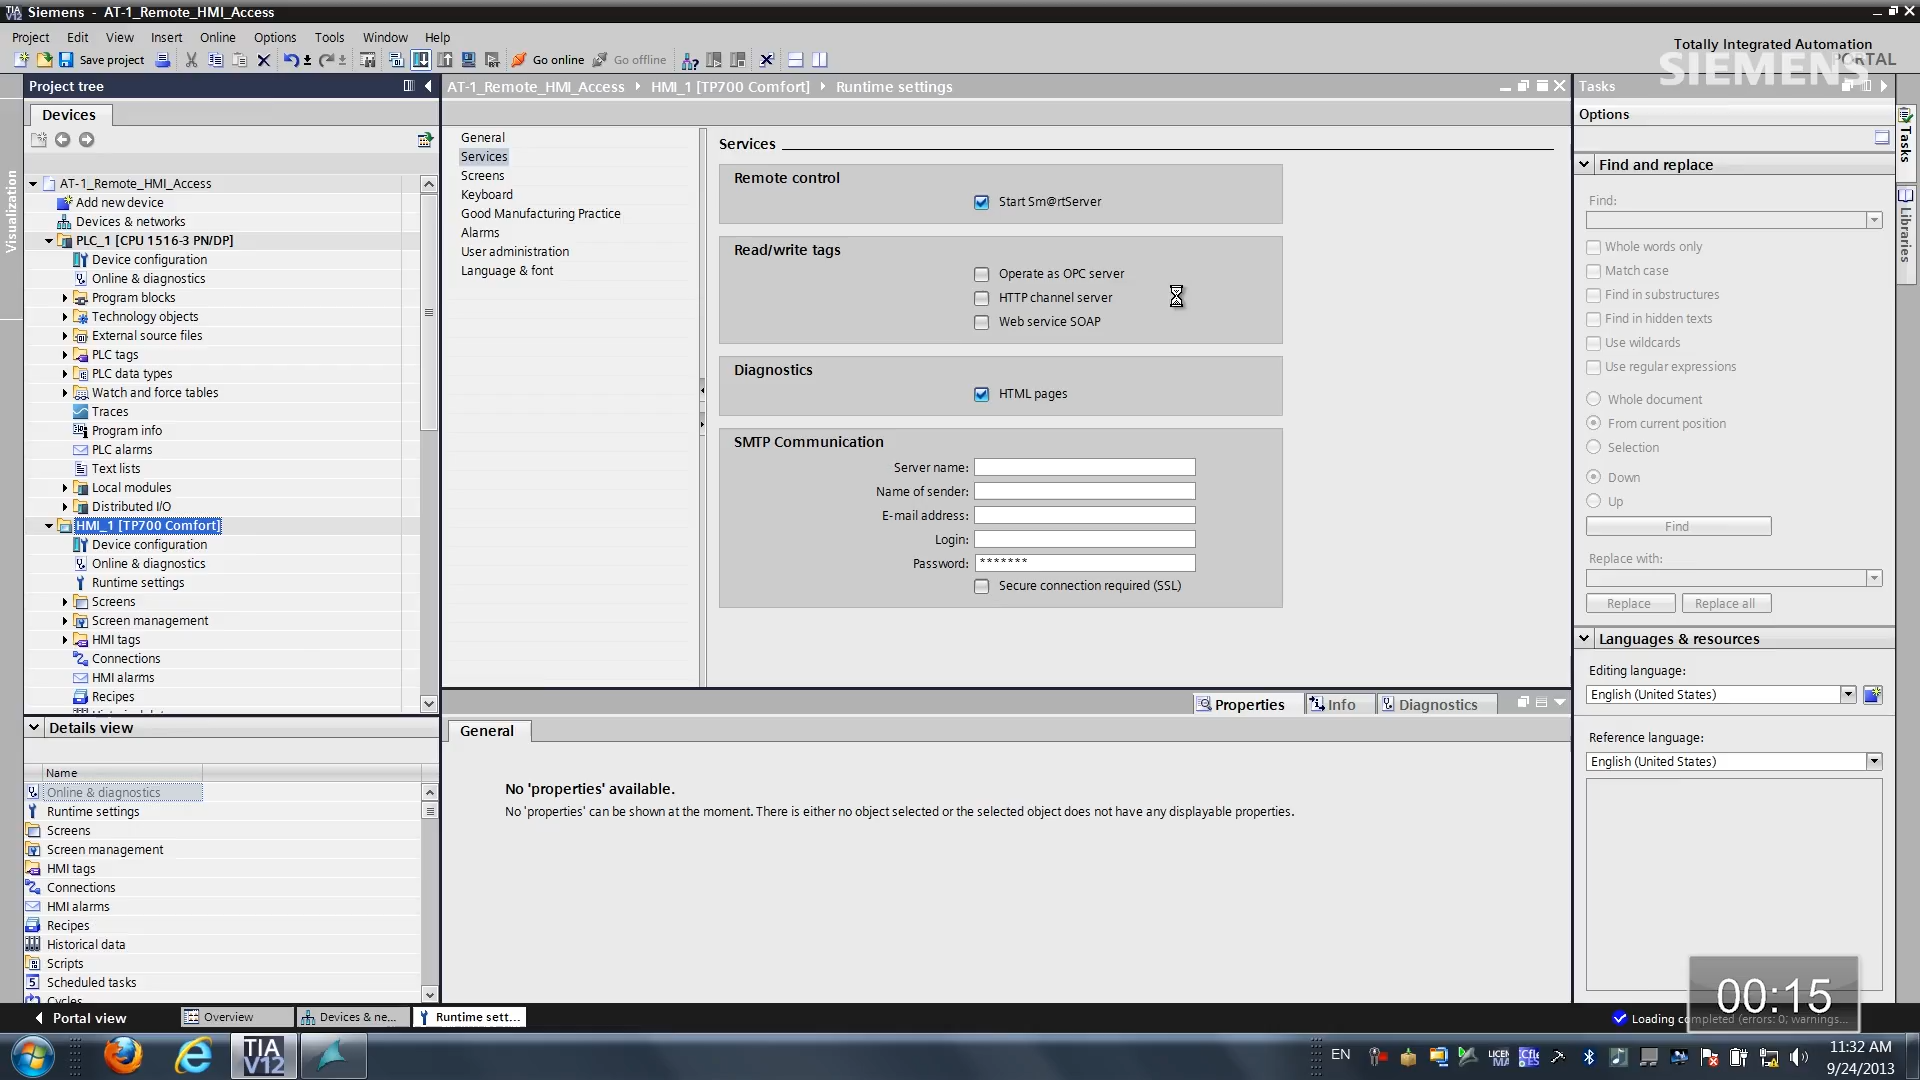 Siemens - AT-1_Remote_HMI_Access
Project Edit View Insert Online Options Tools Window Help
Save project
Go online
Go offline
Totally Integrated Automation
PORTAL
SIEMENS
Project tree
Devices
Visualization
AT-1_Remote_HMI_Access
Add new device
Devices & networks
PLC_1 [CPU 1516-3 PN/DP]
Device configuration
Online & diagnostics
Program blocks
Technology objects
External source files
PLC tags
PLC data types
Watch and force tables
Traces
Program info
PLC alarms
Text lists
Local modules
Distributed I/O
HMI_1 [TP700 Comfort]
Device configuration
Online & diagnostics
Runtime settings
Screens
Screen management
HMI tags
Connections
HMI alarms
Recipes
Details view
Name
Online & diagnostics
Runtime settings
Screens
Screen management
HMI tags
Connections
HMI alarms
Recipes
Historical data
Scripts
Scheduled tasks
Cycles
AT-1_Remote_HMI_Access HMI_1 [TP700 Comfort] Runtime settings
General
Services
Screens
Keyboard
Good Manufacturing Practice
Alarms
User administration
Language & font
Services
Remote control
Start Sm@rtServer
Read/write tags
Operate as OPC server
HTTP channel server
Web service SOAP
Diagnostics
HTML pages
SMTP Communication
Server name:
Name of sender:
E-mail address:
Login:
Password: *******
Secure connection required (SSL)
Properties Info Diagnostics
General
No 'properties' available.
No 'properties' can be shown at the moment. There is either no object selected or the selected object does not have any displayable properties.
Tasks
Options
Find and replace
Find:
Whole words only
Match case
Find in substructures
Find in hidden texts
Use wildcards
Use regular expressions
Whole document
From current position
Selection
Down
Up
Find
Replace with:
Replace Replace all
Languages & resources
Editing language:
English (United States)
Reference language:
English (United States)
Tasks
Libraries
00:15
Portal view
Overview
Devices & ne...
Runtime sett...
Loading completed (errors: 0; warnings...
TIA V12
EN
11:32 AM
9/24/2013